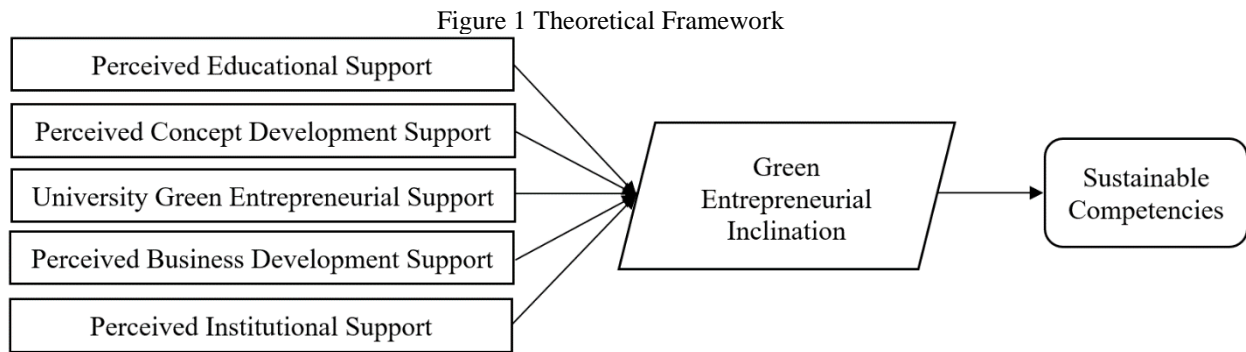 Figure 1 Theoretical Framework
Perceived Educational Support
Perceived Concept Development Support
University Green Entrepreneurial Support
Perceived Business Development Support
Perceived Institutional Support
Green
Entrepreneurial
Inclination
Sustainable
Competencies